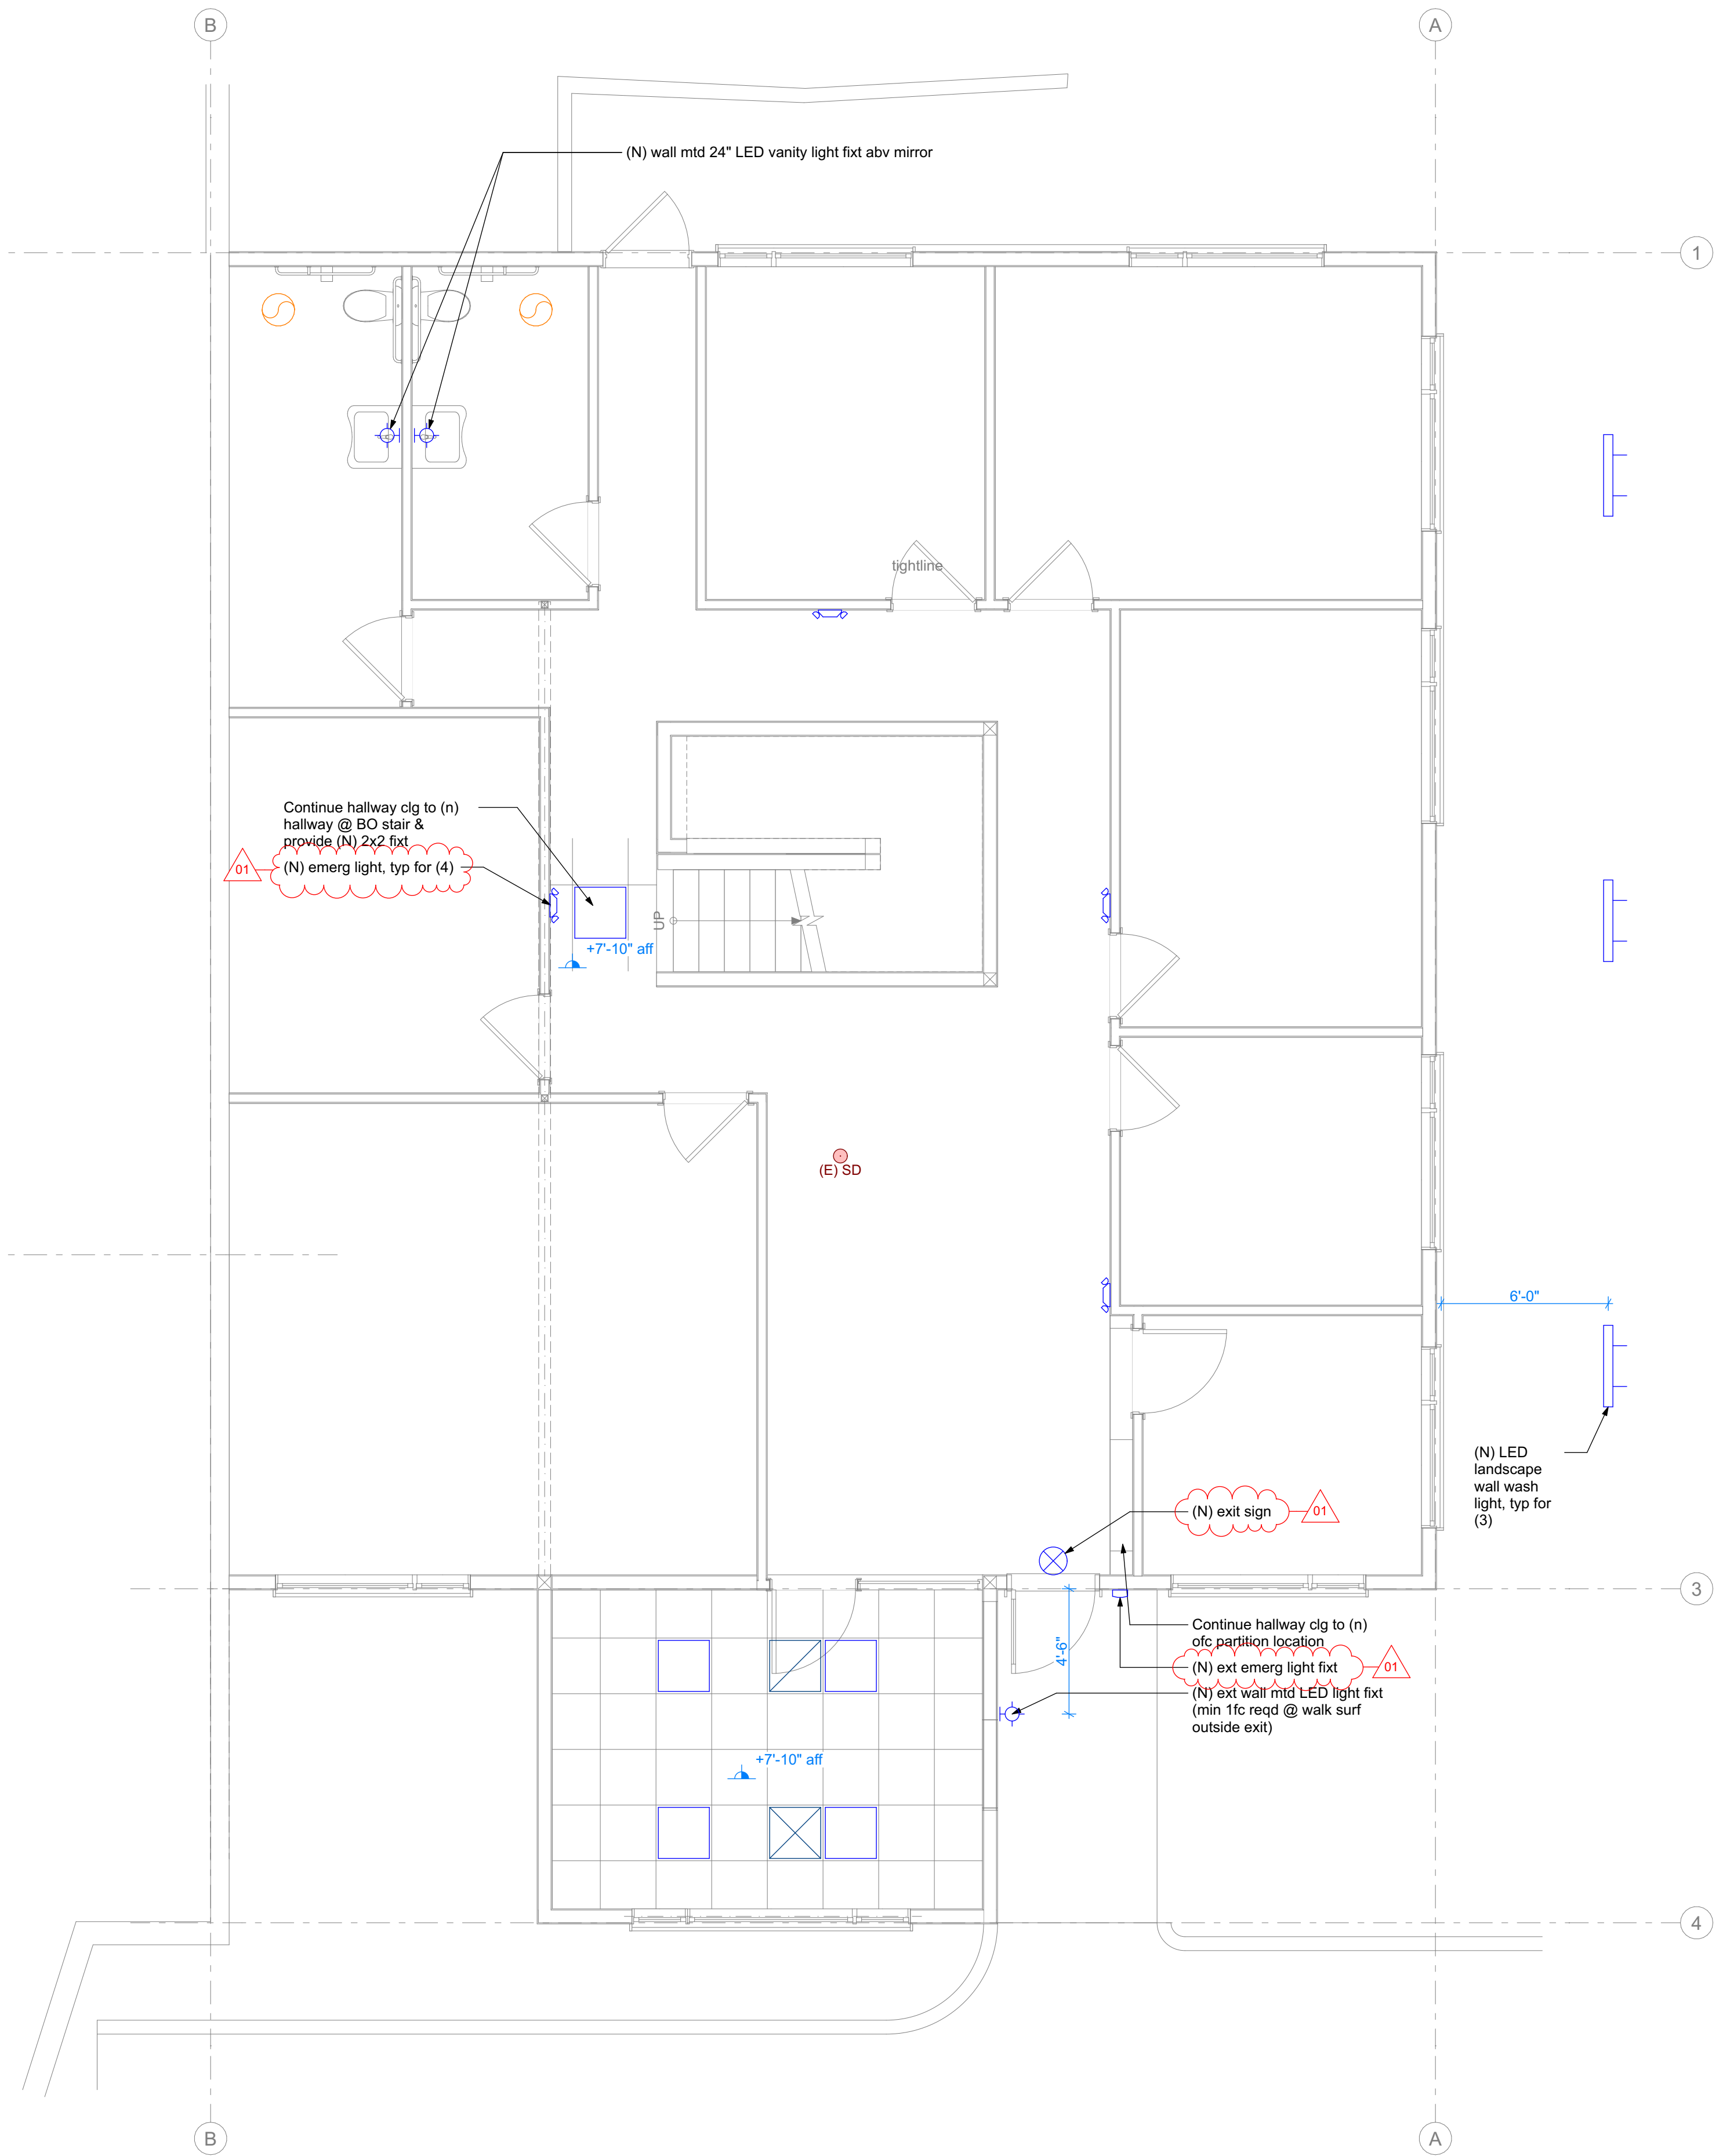 B
A
(N) wall mtd 24" LED vanity light fixt abv mirror
1
tightline
Continue hallway clg to (n)
hallway @ BO stair &
provide (N) 2x2 fixt
01
(N) emerg light, typ for (4)
UP
+7'-10" aff
(E) SD
6'-0"
(N) LED
landscape
wall wash
light, typ for
(3)
(N) exit sign
01
3
Continue hallway clg to (n)
ofc partition location
4'-6"
(N) ext emerg light fixt
01
(N) ext wall mtd LED light fixt
(min 1fc reqd @ walk surf
outside exit)
+7'-10" aff
4
B
A